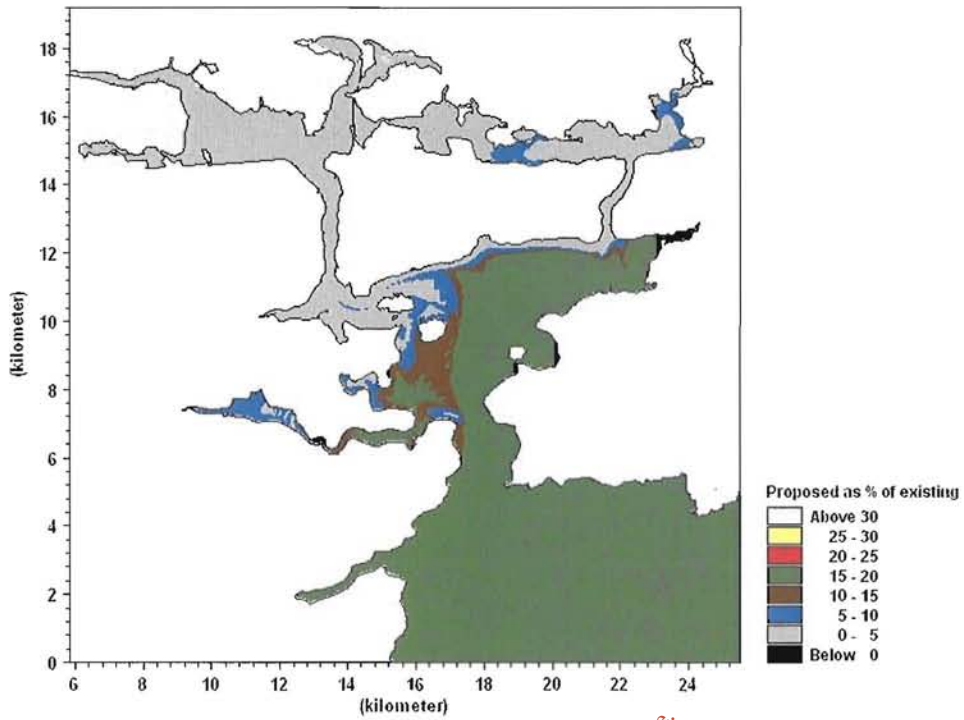 18
16
14
12
10
8
6
4
2
0
(kilometer)
6 8 10 12 14 16 18 20 22 24
(kilometer)
Proposed as % of existing
Above 30
25 - 30
20 - 25
15 - 20
10 - 15
5 - 10
0 - 5
Below 0